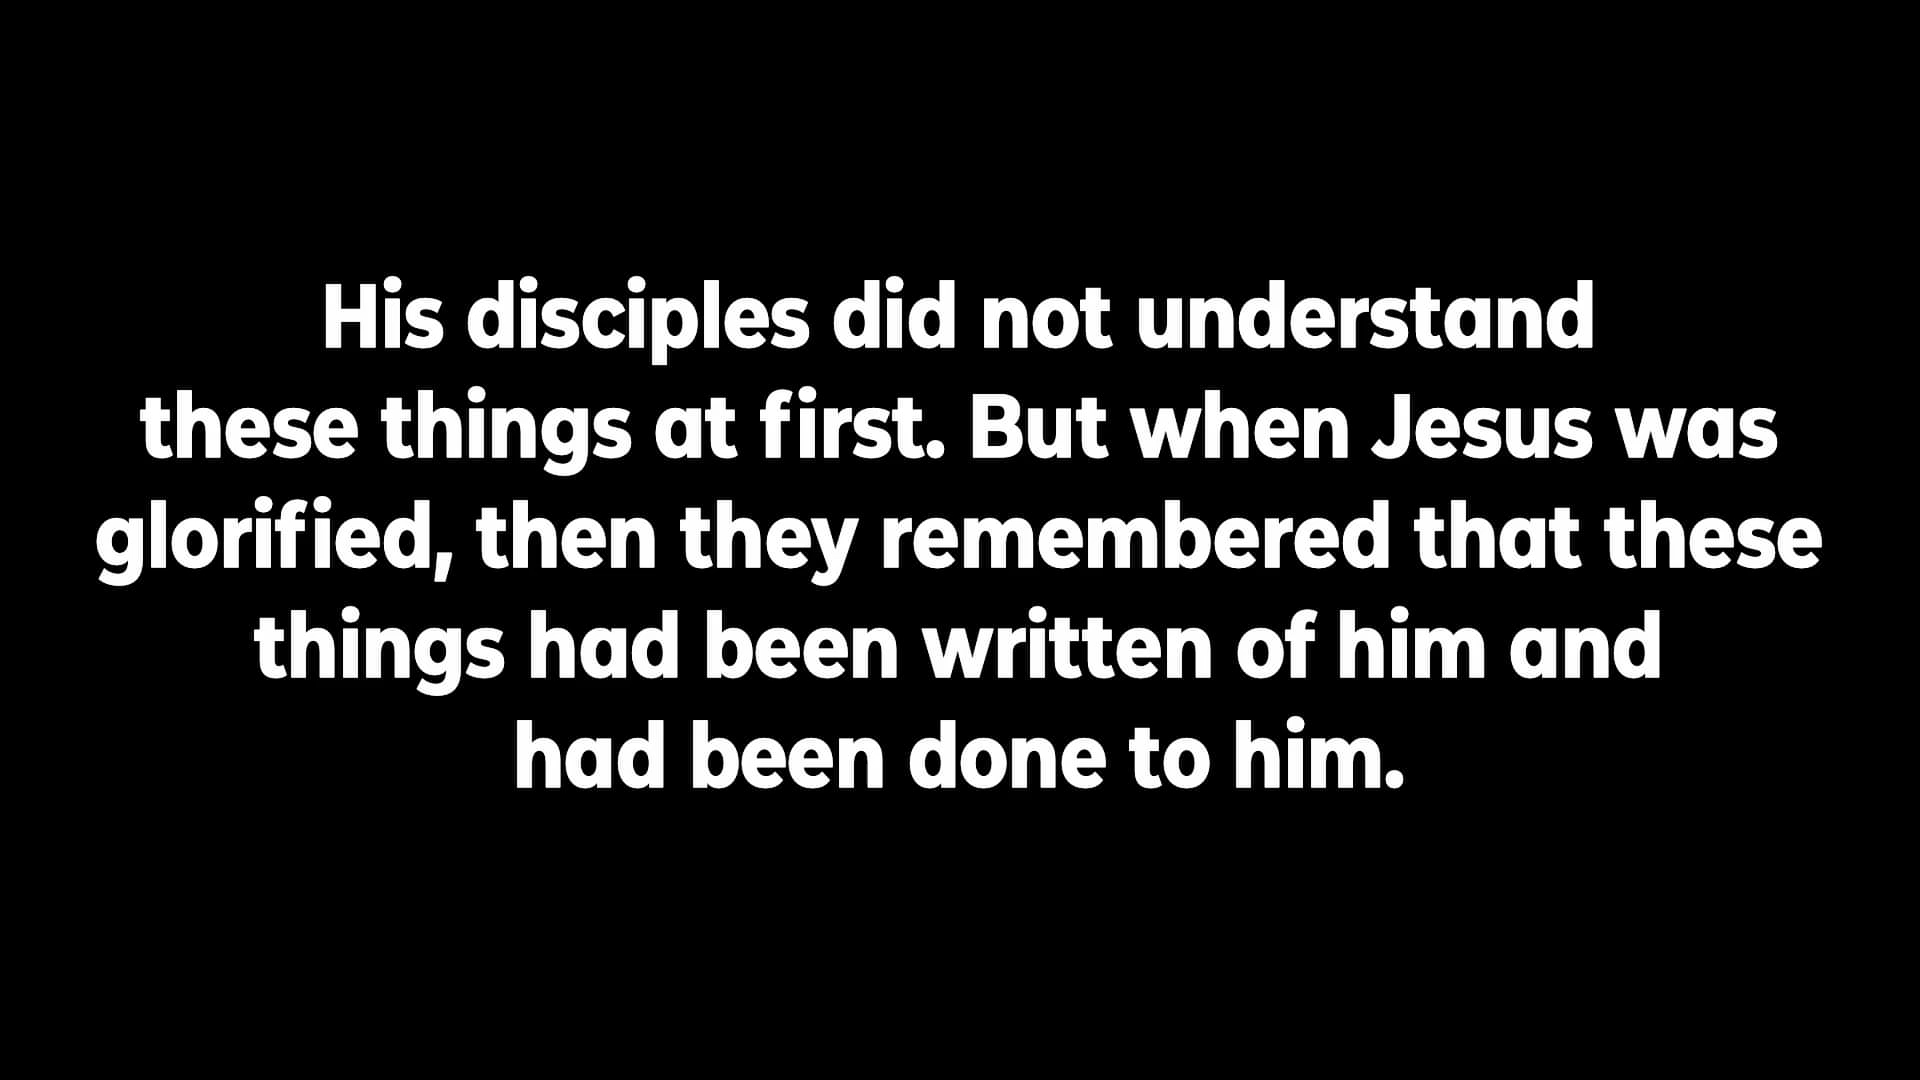 His disciples did not understand
these things at first. But when Jesus was
glorified, then they remembered that these
things had been written of him and
had been done to him.